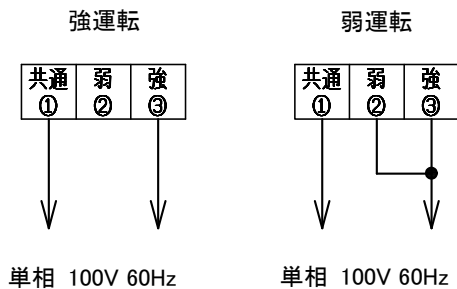 強運転
弱運転
共通 弱 強
① ② ③
共通 弱 強
① ② ③
単相 100V 60Hz
単相 100V 60Hz